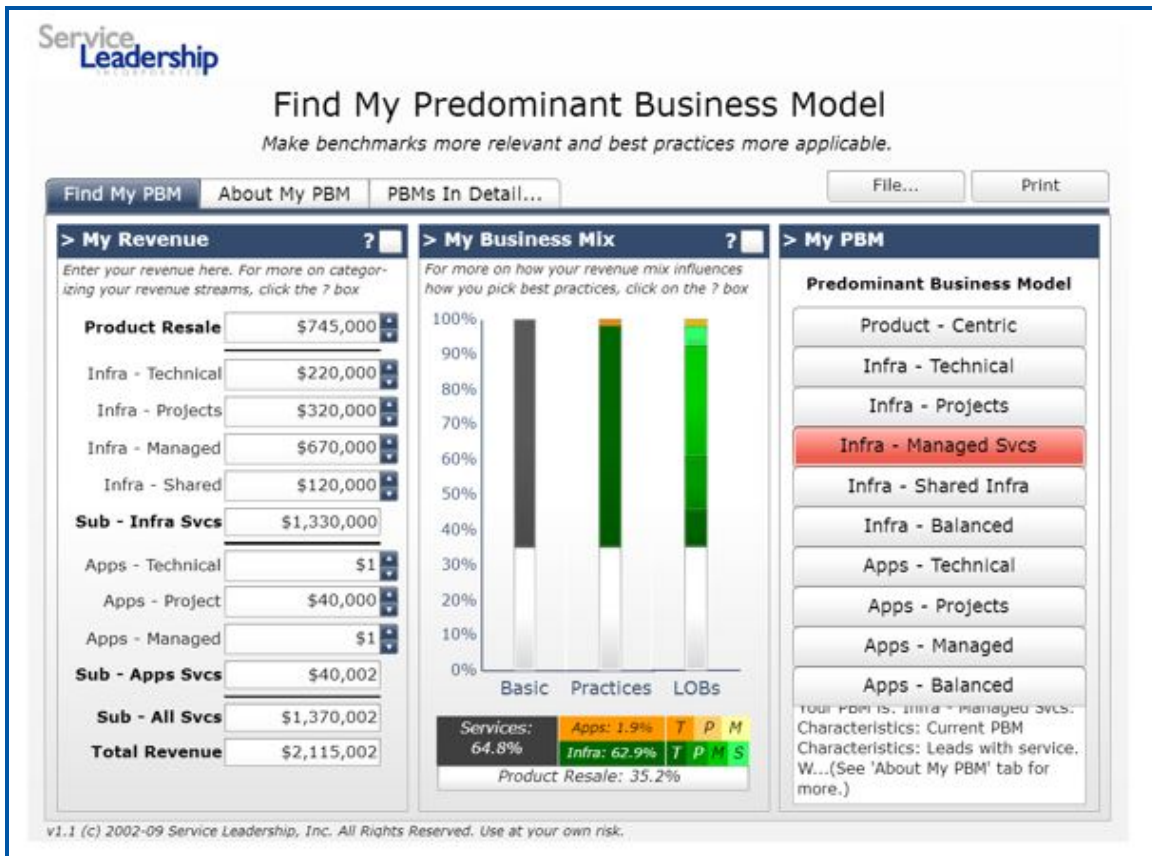 Service
Leadership
INCORPORATED
Find My Predominant Business Model
Make benchmarks more relevant and best practices more applicable.
Find My PBM
About My PBM
PBMs In Detail...
File...
Print
> My Revenue ?
Enter your revenue here. For more on categor-
izing your revenue streams, click the ? box
Product Resale $745,000
Infra - Technical $220,000
Infra - Projects $320,000
Infra - Managed $670,000
Infra - Shared $120,000
Sub - Infra Svcs $1,330,000
Apps - Technical $1
Apps - Project $40,000
Apps - Managed $1
Sub - Apps Svcs $40,002
Sub - All Svcs $1,370,002
Total Revenue $2,115,002
> My Business Mix ?
For more on how your revenue mix influences
how you pick best practices, click on the ? box
100%
90%
80%
70%
60%
50%
40%
30%
20%
10%
0%
Basic Practices LOBs
Services:
64.8%
Apps: 1.9% T P M
Infra: 62.9% T P M S
Product Resale: 35.2%
> My PBM
Predominant Business Model
Product - Centric
Infra - Technical
Infra - Projects
Infra - Managed Svcs
Infra - Shared Infra
Infra - Balanced
Apps - Technical
Apps - Projects
Apps - Managed
Apps - Balanced
Your PBM is: Infra - Managed Svcs.
Characteristics: Current PBM
Characteristics: Leads with service.
W...(See 'About My PBM' tab for
more.)
v1.1 (c) 2002-09 Service Leadership, Inc. All Rights Reserved. Use at your own risk.